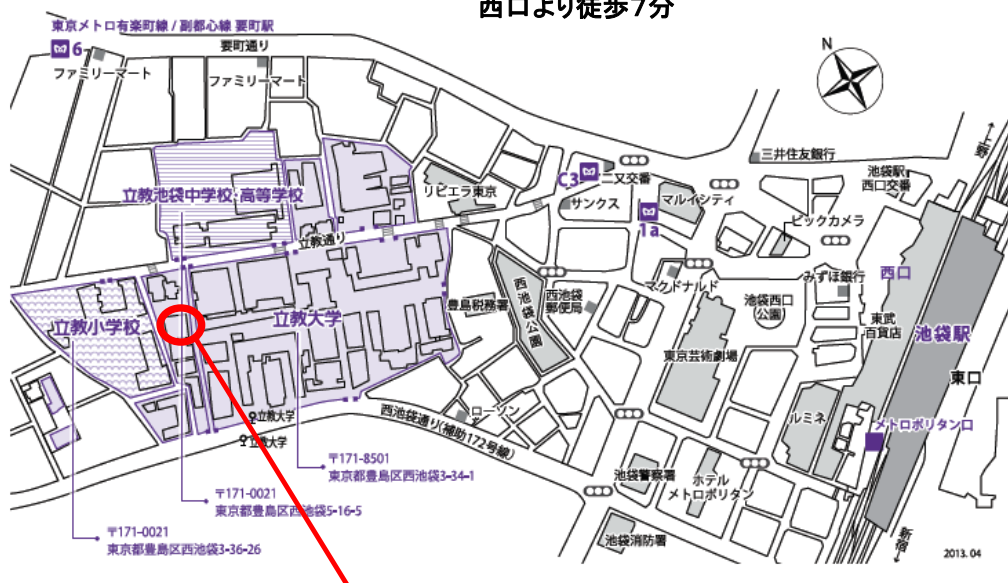 西口より徒歩7分
東京メトロ有楽町線 / 副都心線 要町駅
6
要町通り
ファミリーマート
ファミリーマート
N
三井住友銀行
上野
池袋駅
西口交番
C3
二又交番
リビエラ東京
サンクス
マルイシティ
1a
ビックカメラ
立教池袋中学校・高等学校
立教通り
西口
みずほ銀行
マクドナルド
池袋西口
公園
西池袋
郵便局
西池袋公園
豊島税務署
立教小学校
立教大学
東武
百貨店
池袋駅
東京芸術劇場
東口
ルミネ
メトロポリタン口
ローソン
西池袋通り(補助172号線)
立教大学
立教大学
池袋警察署
ホテル
メトロポリタン
〒171-8501
東京都豊島区西池袋3-34-1
〒171-0021
東京都豊島区西池袋5-16-5
〒171-0021
東京都豊島区西池袋3-36-26
池袋消防署
新宿
2013.04